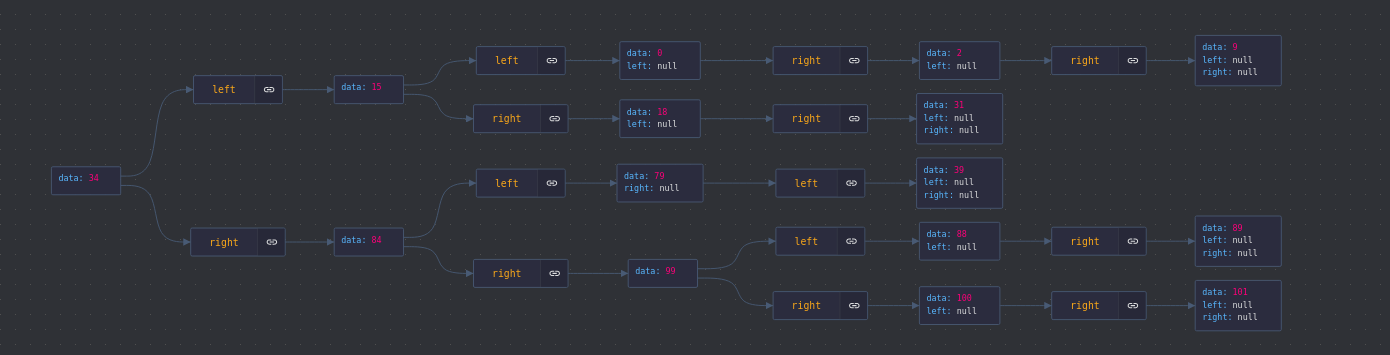 data: 34
left
data: 15
left
data: 0
left: null
right
data: 2
left: null
right
data: 9
left: null
right: null
right
data: 18
left: null
right
data: 31
left: null
right: null
right
data: 84
left
data: 79
right: null
left
data: 39
left: null
right: null
right
data: 99
left
data: 88
left: null
right
data: 89
left: null
right: null
right
data: 100
left: null
right
data: 101
left: null
right: null